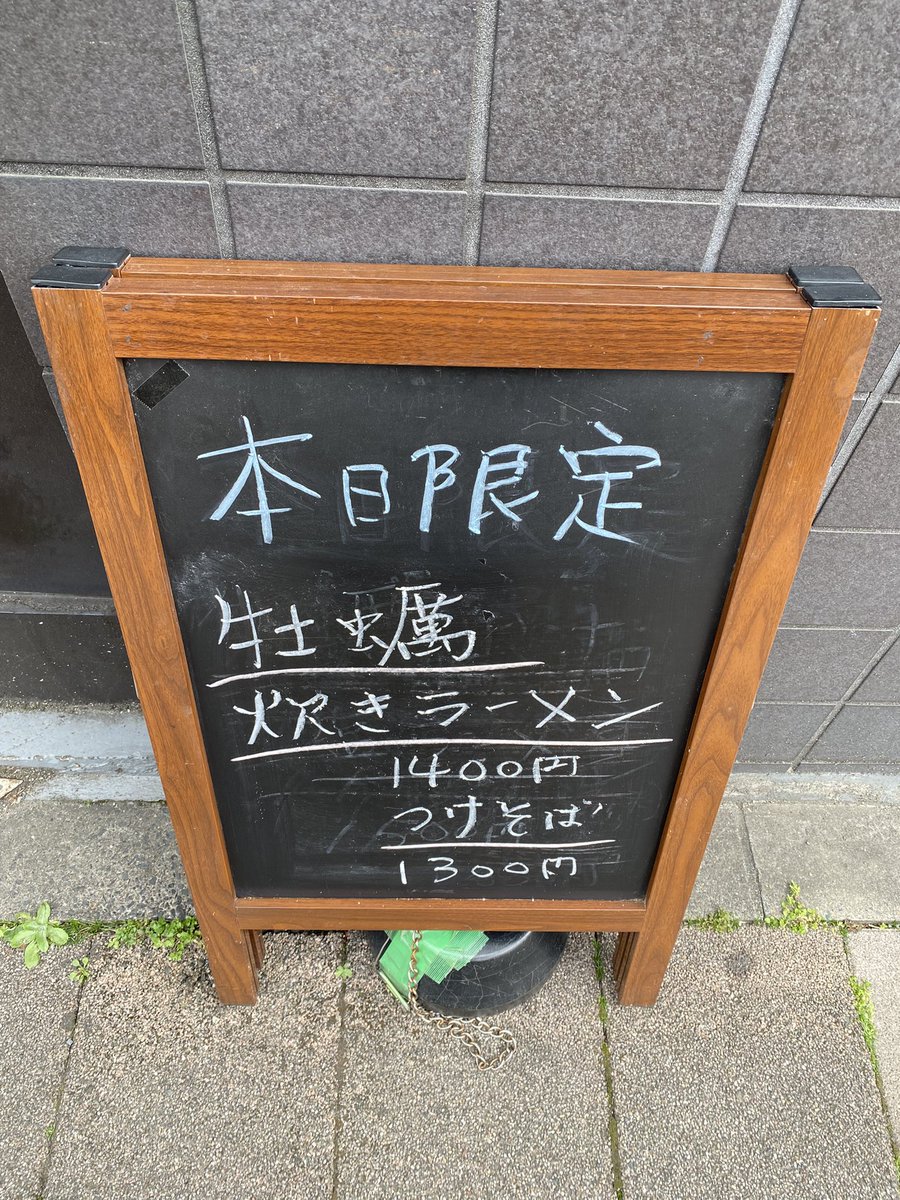 本日限定
牡蠣
炊きラーメン
1400円
つけそば
1300円